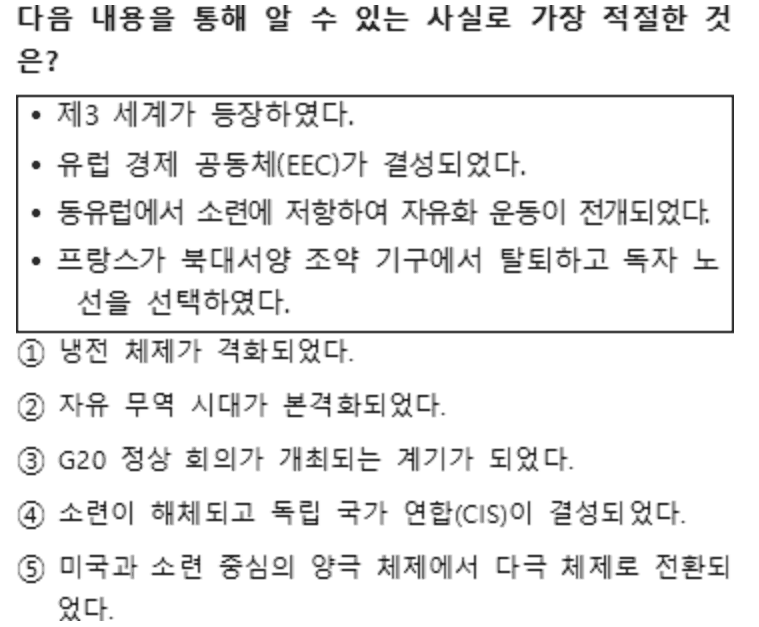 다음 내용을 통해 알 수 있는 사실로 가장 적절한 것
은?
• 제3 세계가 등장하였다.
• 유럽 경제 공동체(EEC)가 결성되었다.
• 동유럽에서 소련에 저항하여 자유화 운동이 전개되었다.
• 프랑스가 북대서양 조약 기구에서 탈퇴하고 독자 노
선을 선택하였다.
① 냉전 체제가 격화되었다.
② 자유 무역 시대가 본격화되었다.
③ G20 정상 회의가 개최되는 계기가 되었다.
④ 소련이 해체되고 독립 국가 연합(CIS)이 결성되었다.
⑤ 미국과 소련 중심의 양극 체제에서 다극 체제로 전환되
었다.